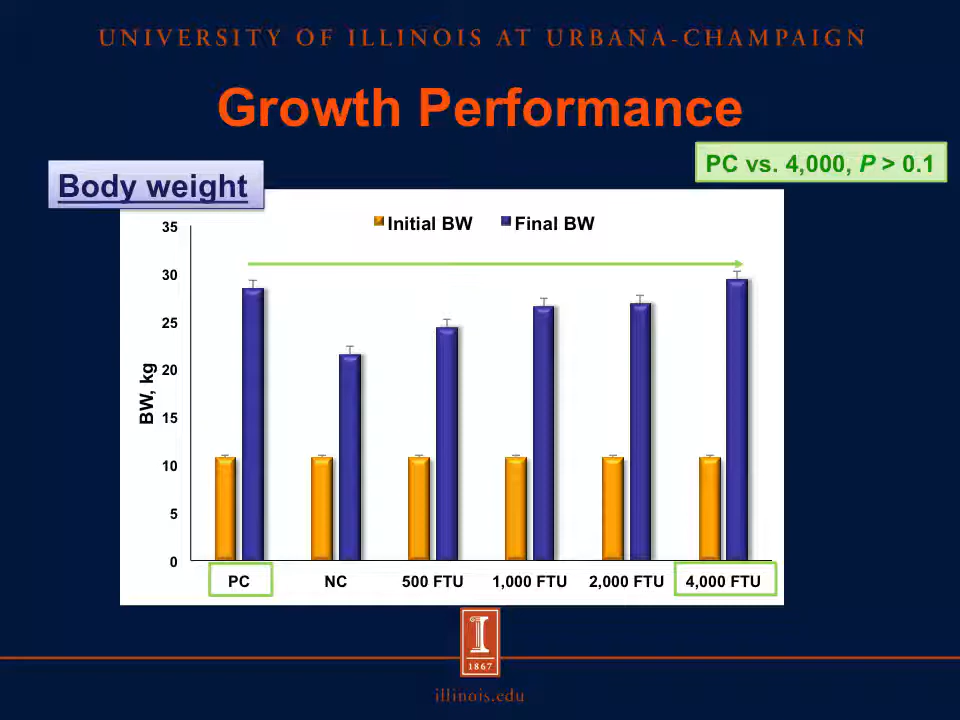 UNIVERSITY OF ILLINOIS AT URBANA-CHAMPAIGN
Growth Performance
PC vs. 4,000, P > 0.1
Body weight
Initial BW Final BW
35
30
25
20
15
10
5
0
BW, kg
PC NC 500 FTU 1,000 FTU 2,000 FTU 4,000 FTU
I
1867
illinois.edu